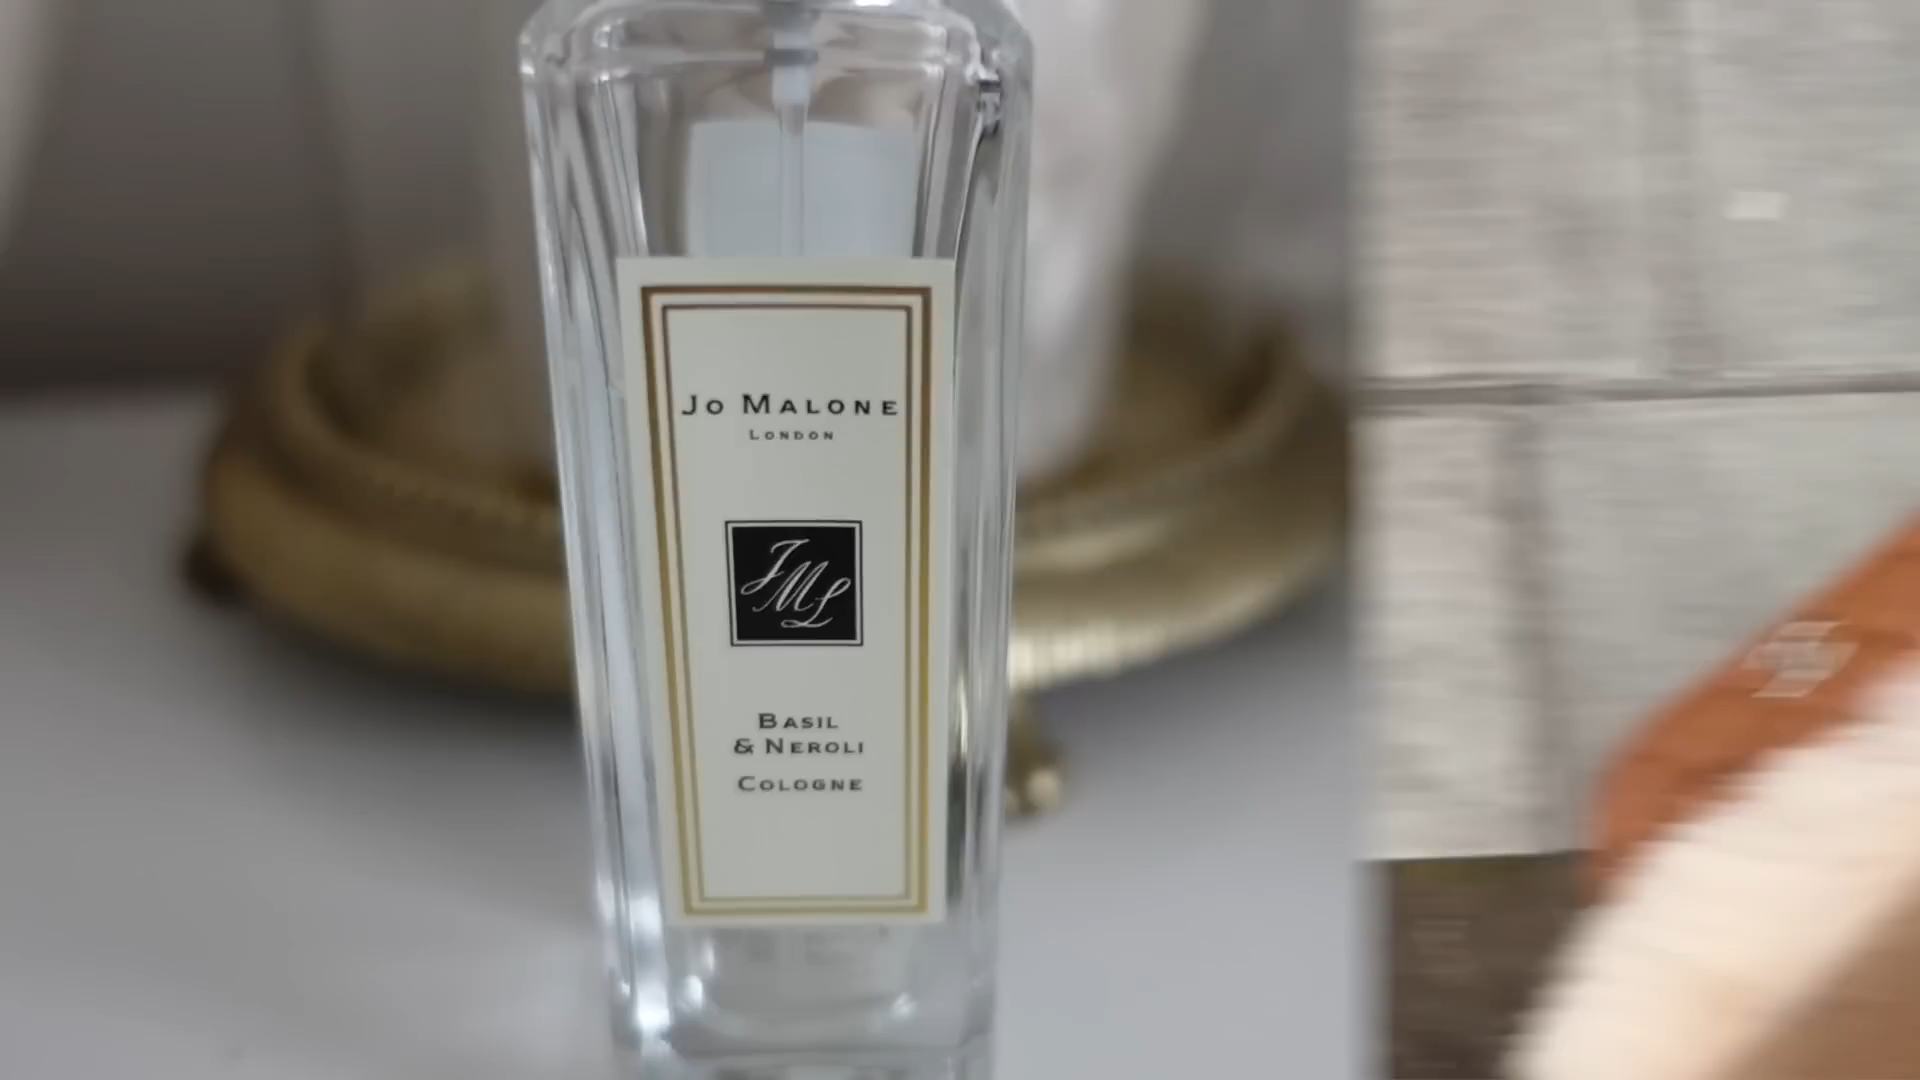 Jo Malone
London
JML
Basil
& Neroli
Cologne